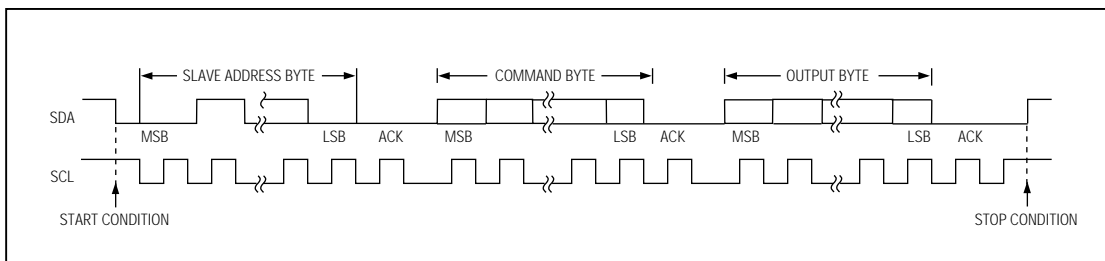 SLAVE ADDRESS BYTE COMMAND BYTE OUTPUT BYTE
SDA
MSB LSB ACK MSB LSB ACK MSB LSB ACK
SCL
START CONDITION STOP CONDITION